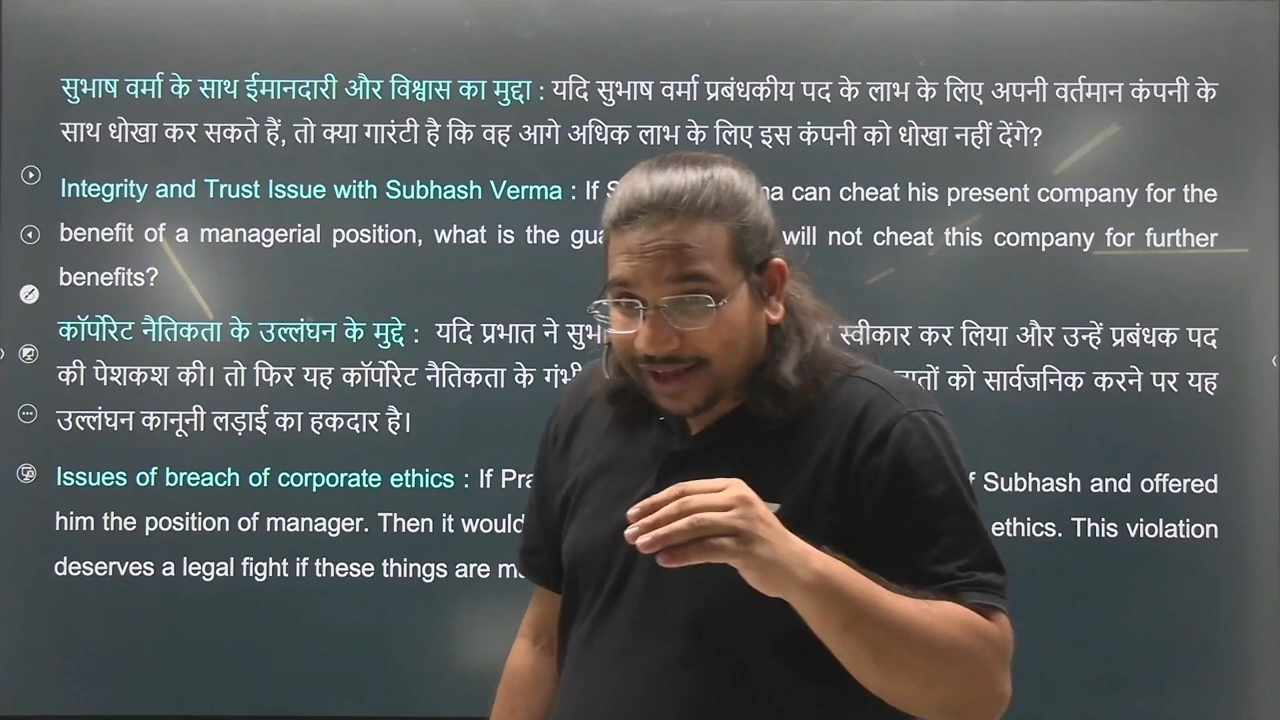 सुभाष वर्मा के साथ ईमानदारी और विश्वास का मुद्दा : यदि सुभाष वर्मा प्रबंधकीय पद के लाभ के लिए अपनी वर्तमान कंपनी के
साथ धोखा कर सकते हैं, तो क्या गारंटी है कि वह आगे अधिक लाभ के लिए इस कंपनी को धोखा नहीं देंगे?
Integrity and Trust Issue with Subhash Verma : If can cheat his present company for the
benefit of a managerial position, what is the will not cheat this company for further
benefits?
कॉर्पोरेट नैतिकता के उल्लंघन के मुद्दे : यदि प्रभात ने स्वीकार कर लिया और उन्हें प्रबंधक पद
की पेशकश की। तो फिर यह कॉर्पोरेट नैतिकता के को सार्वजनिक करने पर यह
उल्लंघन कानूनी लड़ाई का हकदार है।
Issues of breach of corporate ethics : If Subhash and offered
him the position of manager. Then it would ethics. This violation
deserves a legal fight if these things are